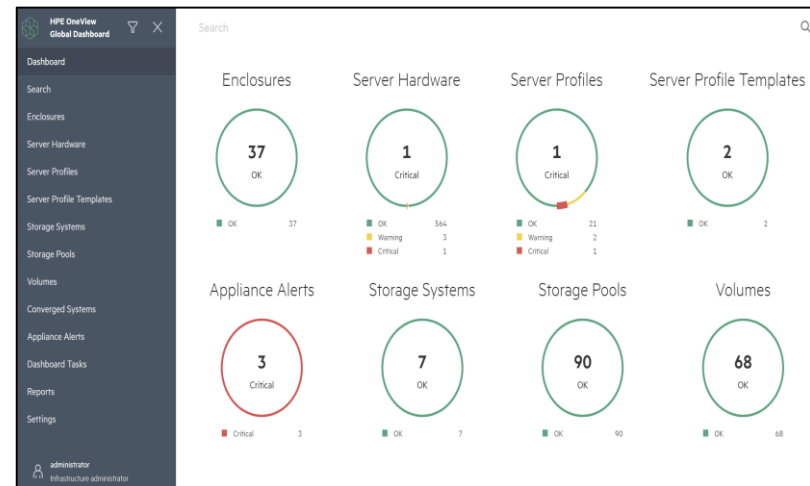 HPE OneView
Global Dashboard
Search
Dashboard
Search
Enclosures
Server Hardware
Server Profiles
Server Profile Templates
Storage Systems
Storage Pools
Volumes
Converged Systems
Appliance Alerts
Dashboard Tasks
Reports
Settings
administrator
Infrastructure administrator
Enclosures
37
OK
OK 37
Server Hardware
1
Critical
OK 564
Warning 3
Critical 1
Server Profiles
1
Critical
OK 21
Warning 2
Critical 1
Server Profile Templates
2
OK
OK 2
Appliance Alerts
3
Critical
Critical 3
Storage Systems
7
OK
OK 7
Storage Pools
90
OK
OK 90
Volumes
68
OK
OK 68